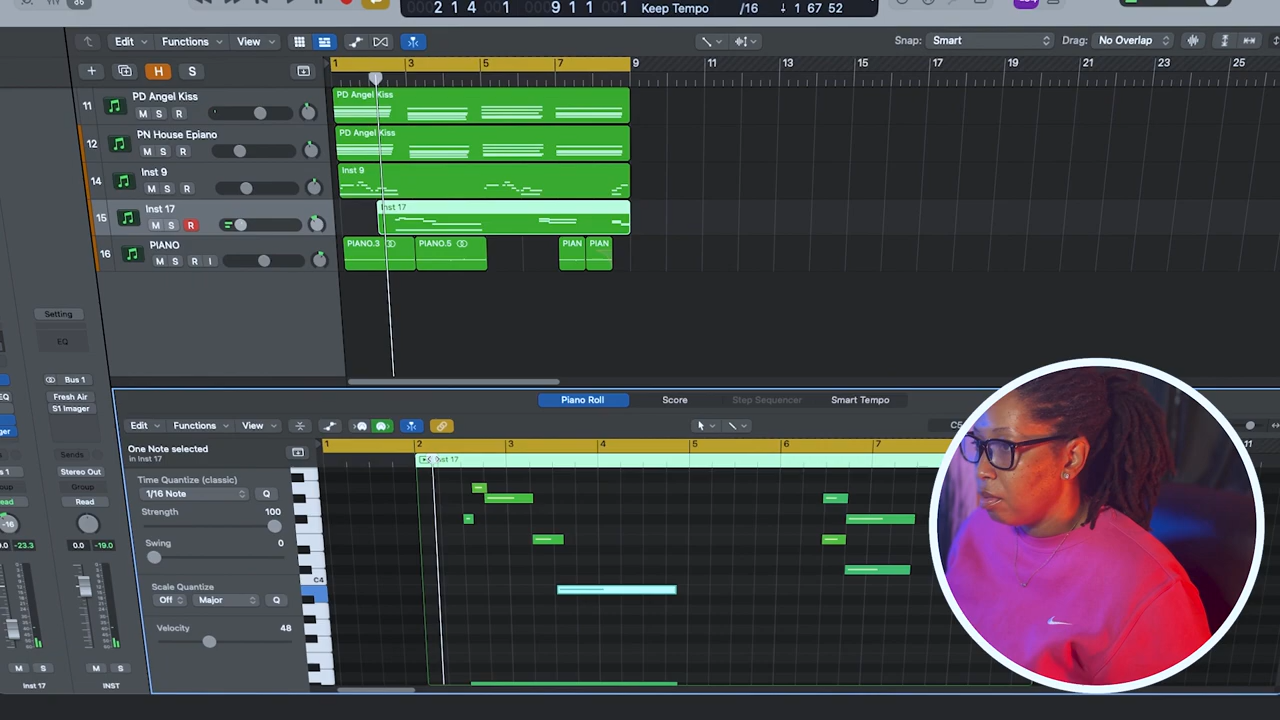 2 1 4 1 9 1 1 1 Keep Tempo /16 1 67 52
Edit Functions View Snap: Smart Drag: No Overlap
H S
1 3 5 7 9 11 13 15 17 19 21 23 25
11 PD Angel Kiss
M S R
PD Angel Kiss
12 PN House Epiano
M S R
PD Angel Kiss
14 Inst 9
M S R
Inst 9
15 Inst 17
M S R
Inst 17
16 PIANO
M S R I
PIANO.3 PIANO.5 PIAN PIAN
Setting
EQ
Bus 1
Fresh Air
S1 Imager
Sends
Stereo Out
Group
Read
-16
-23.3 0.0 -19.0
M S M S
Inst 17 INST
Piano Roll Score Step Sequencer Smart Tempo
Edit Functions View
One Note selected
in Inst 17
1 2 3 4 5 6 7 11
Inst 17
Time Quantize (classic)
1/16 Note Q
Strength 100
Swing 0
Scale Quantize
Off Major Q
Velocity 48
C4